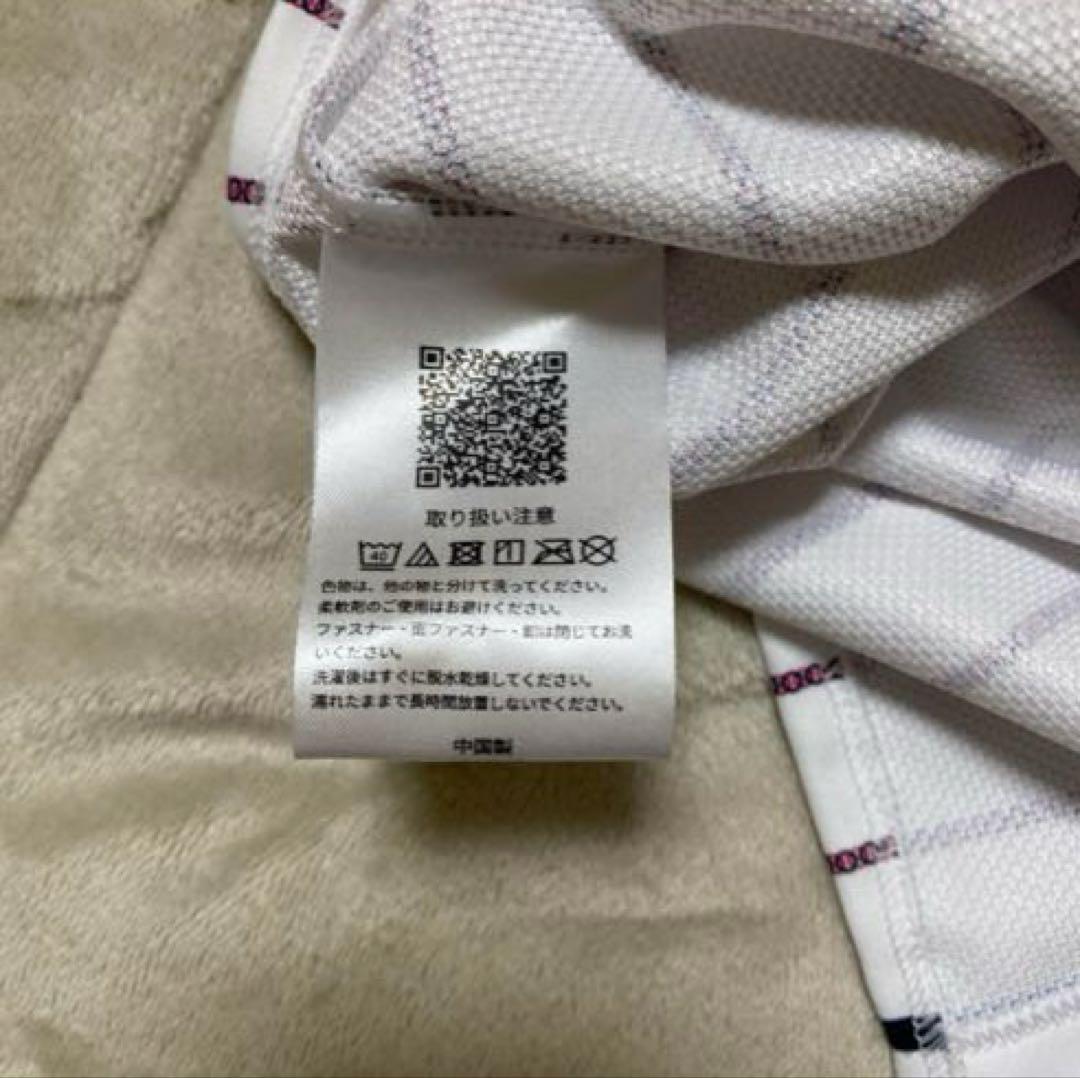 取り扱い注意
40
色物は、他の物と分けて洗ってください。
柔軟剤のご使用はお避けください。
ファスナー・面ファスナー・釦は閉じてお洗
いください。
洗濯後はすぐに脱水乾燥してください。
濡れたままで長時間放置しないでください。
中国製